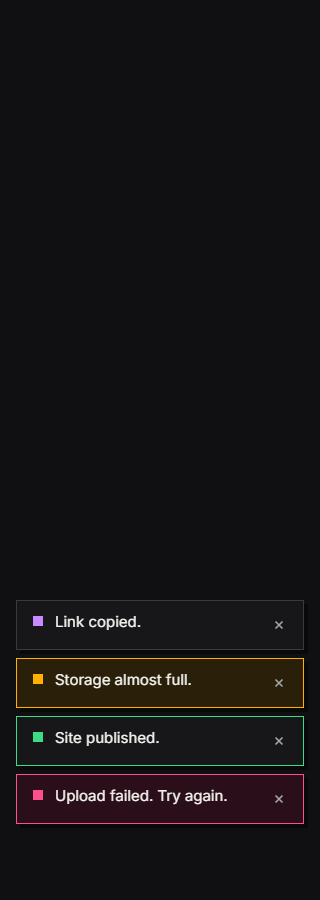 Link copied. ×
Storage almost full. ×
Site published. ×
Upload failed. Try again. ×